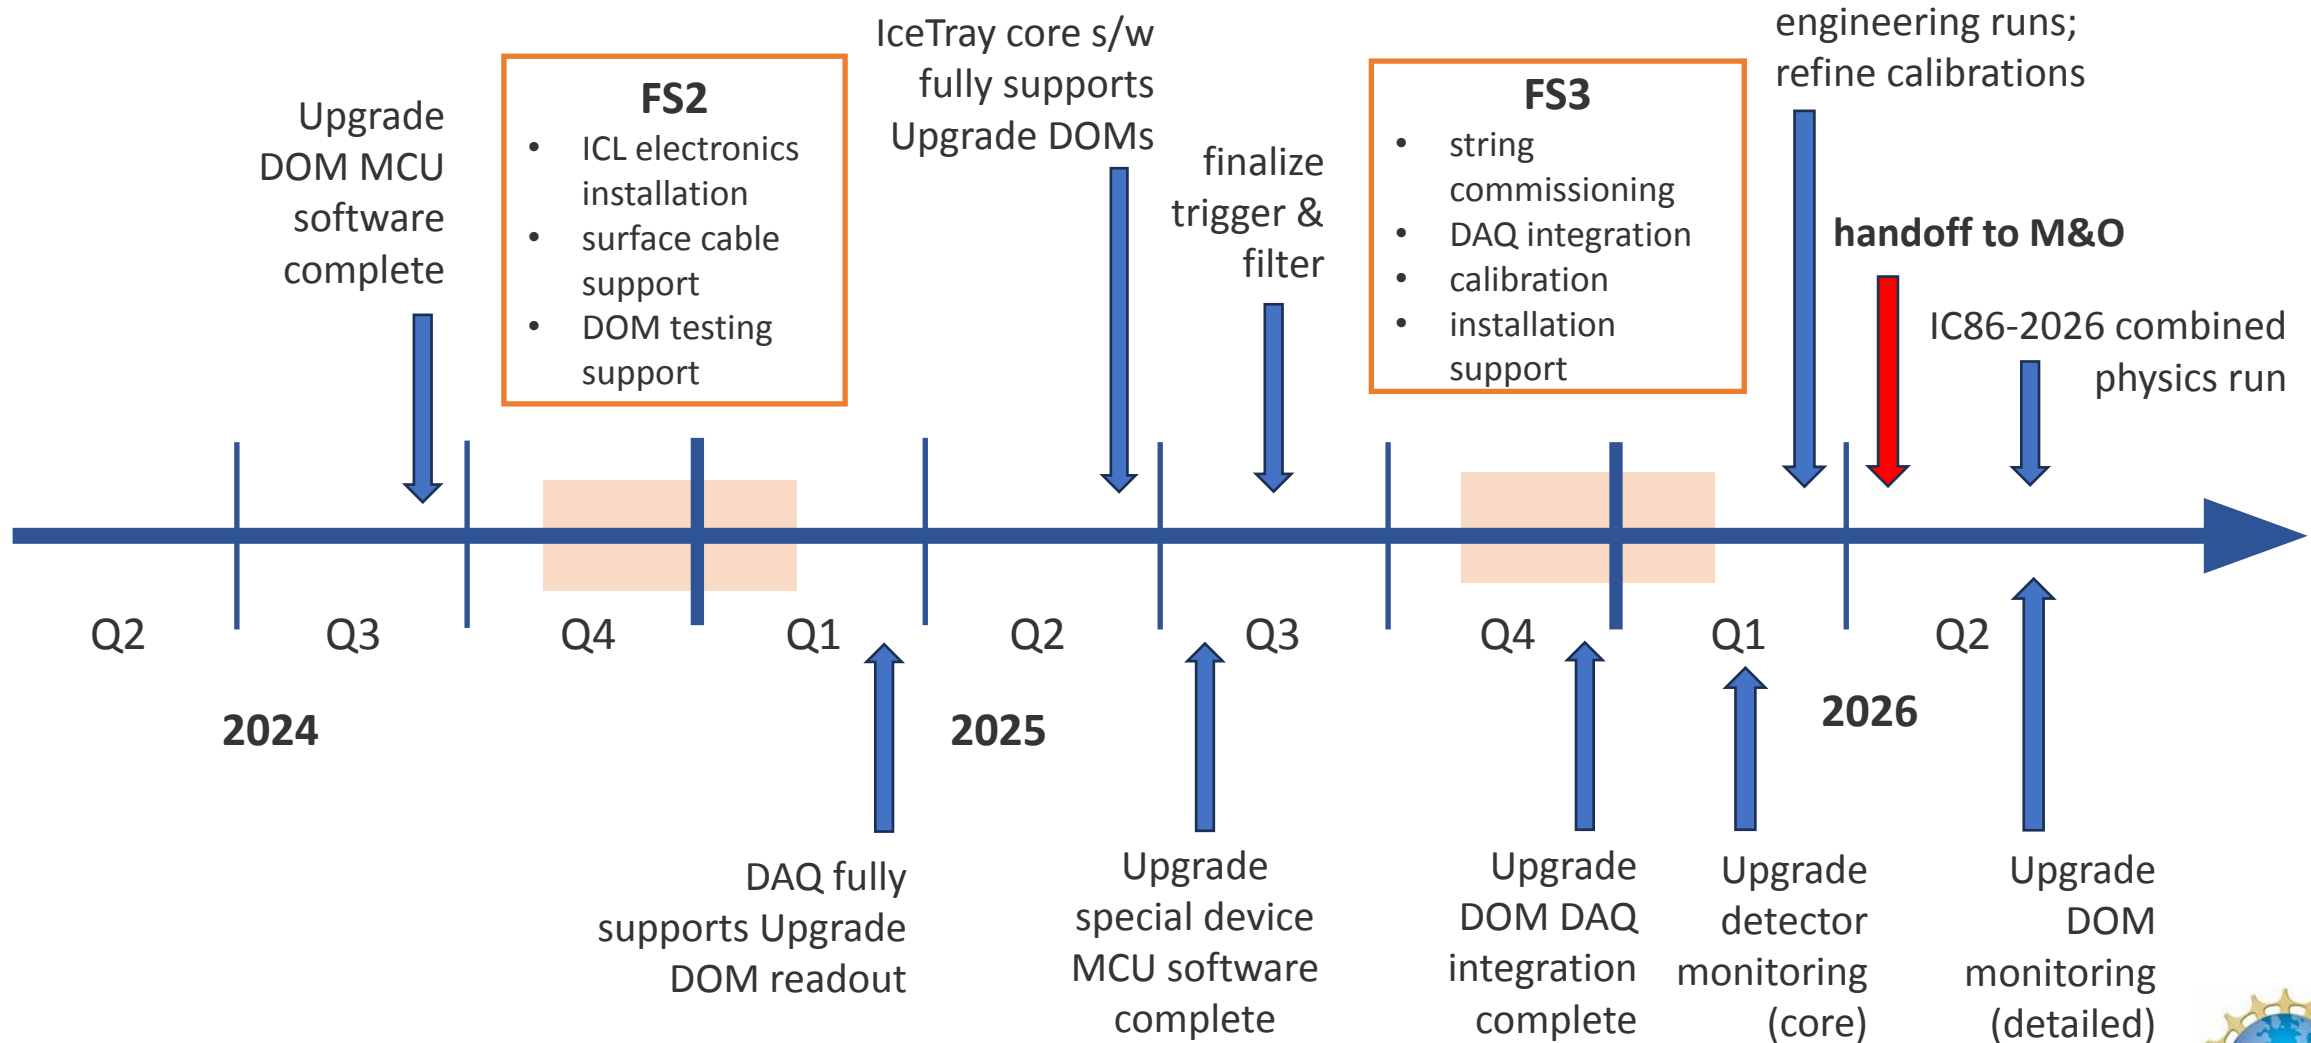 Upgrade
DOM MCU
software
complete
FS2
• ICL electronics
installation
• surface cable
support
• DOM testing
support
IceTray core s/w
fully supports
Upgrade DOMs
finalize
trigger &
filter
FS3
• string
commissioning
• DAQ integration
• calibration
• installation
support
engineering runs;
refine calibrations
handoff to M&O
IC86-2026 combined
physics run
Q2
Q3
Q4
Q1
Q2
Q3
Q4
Q1
Q2
2024
2025
2026
DAQ fully
supports Upgrade
DOM readout
Upgrade
special device
MCU software
complete
Upgrade
DOM DAQ
integration
complete
Upgrade
detector
monitoring
(core)
Upgrade
DOM
monitoring
(detailed)